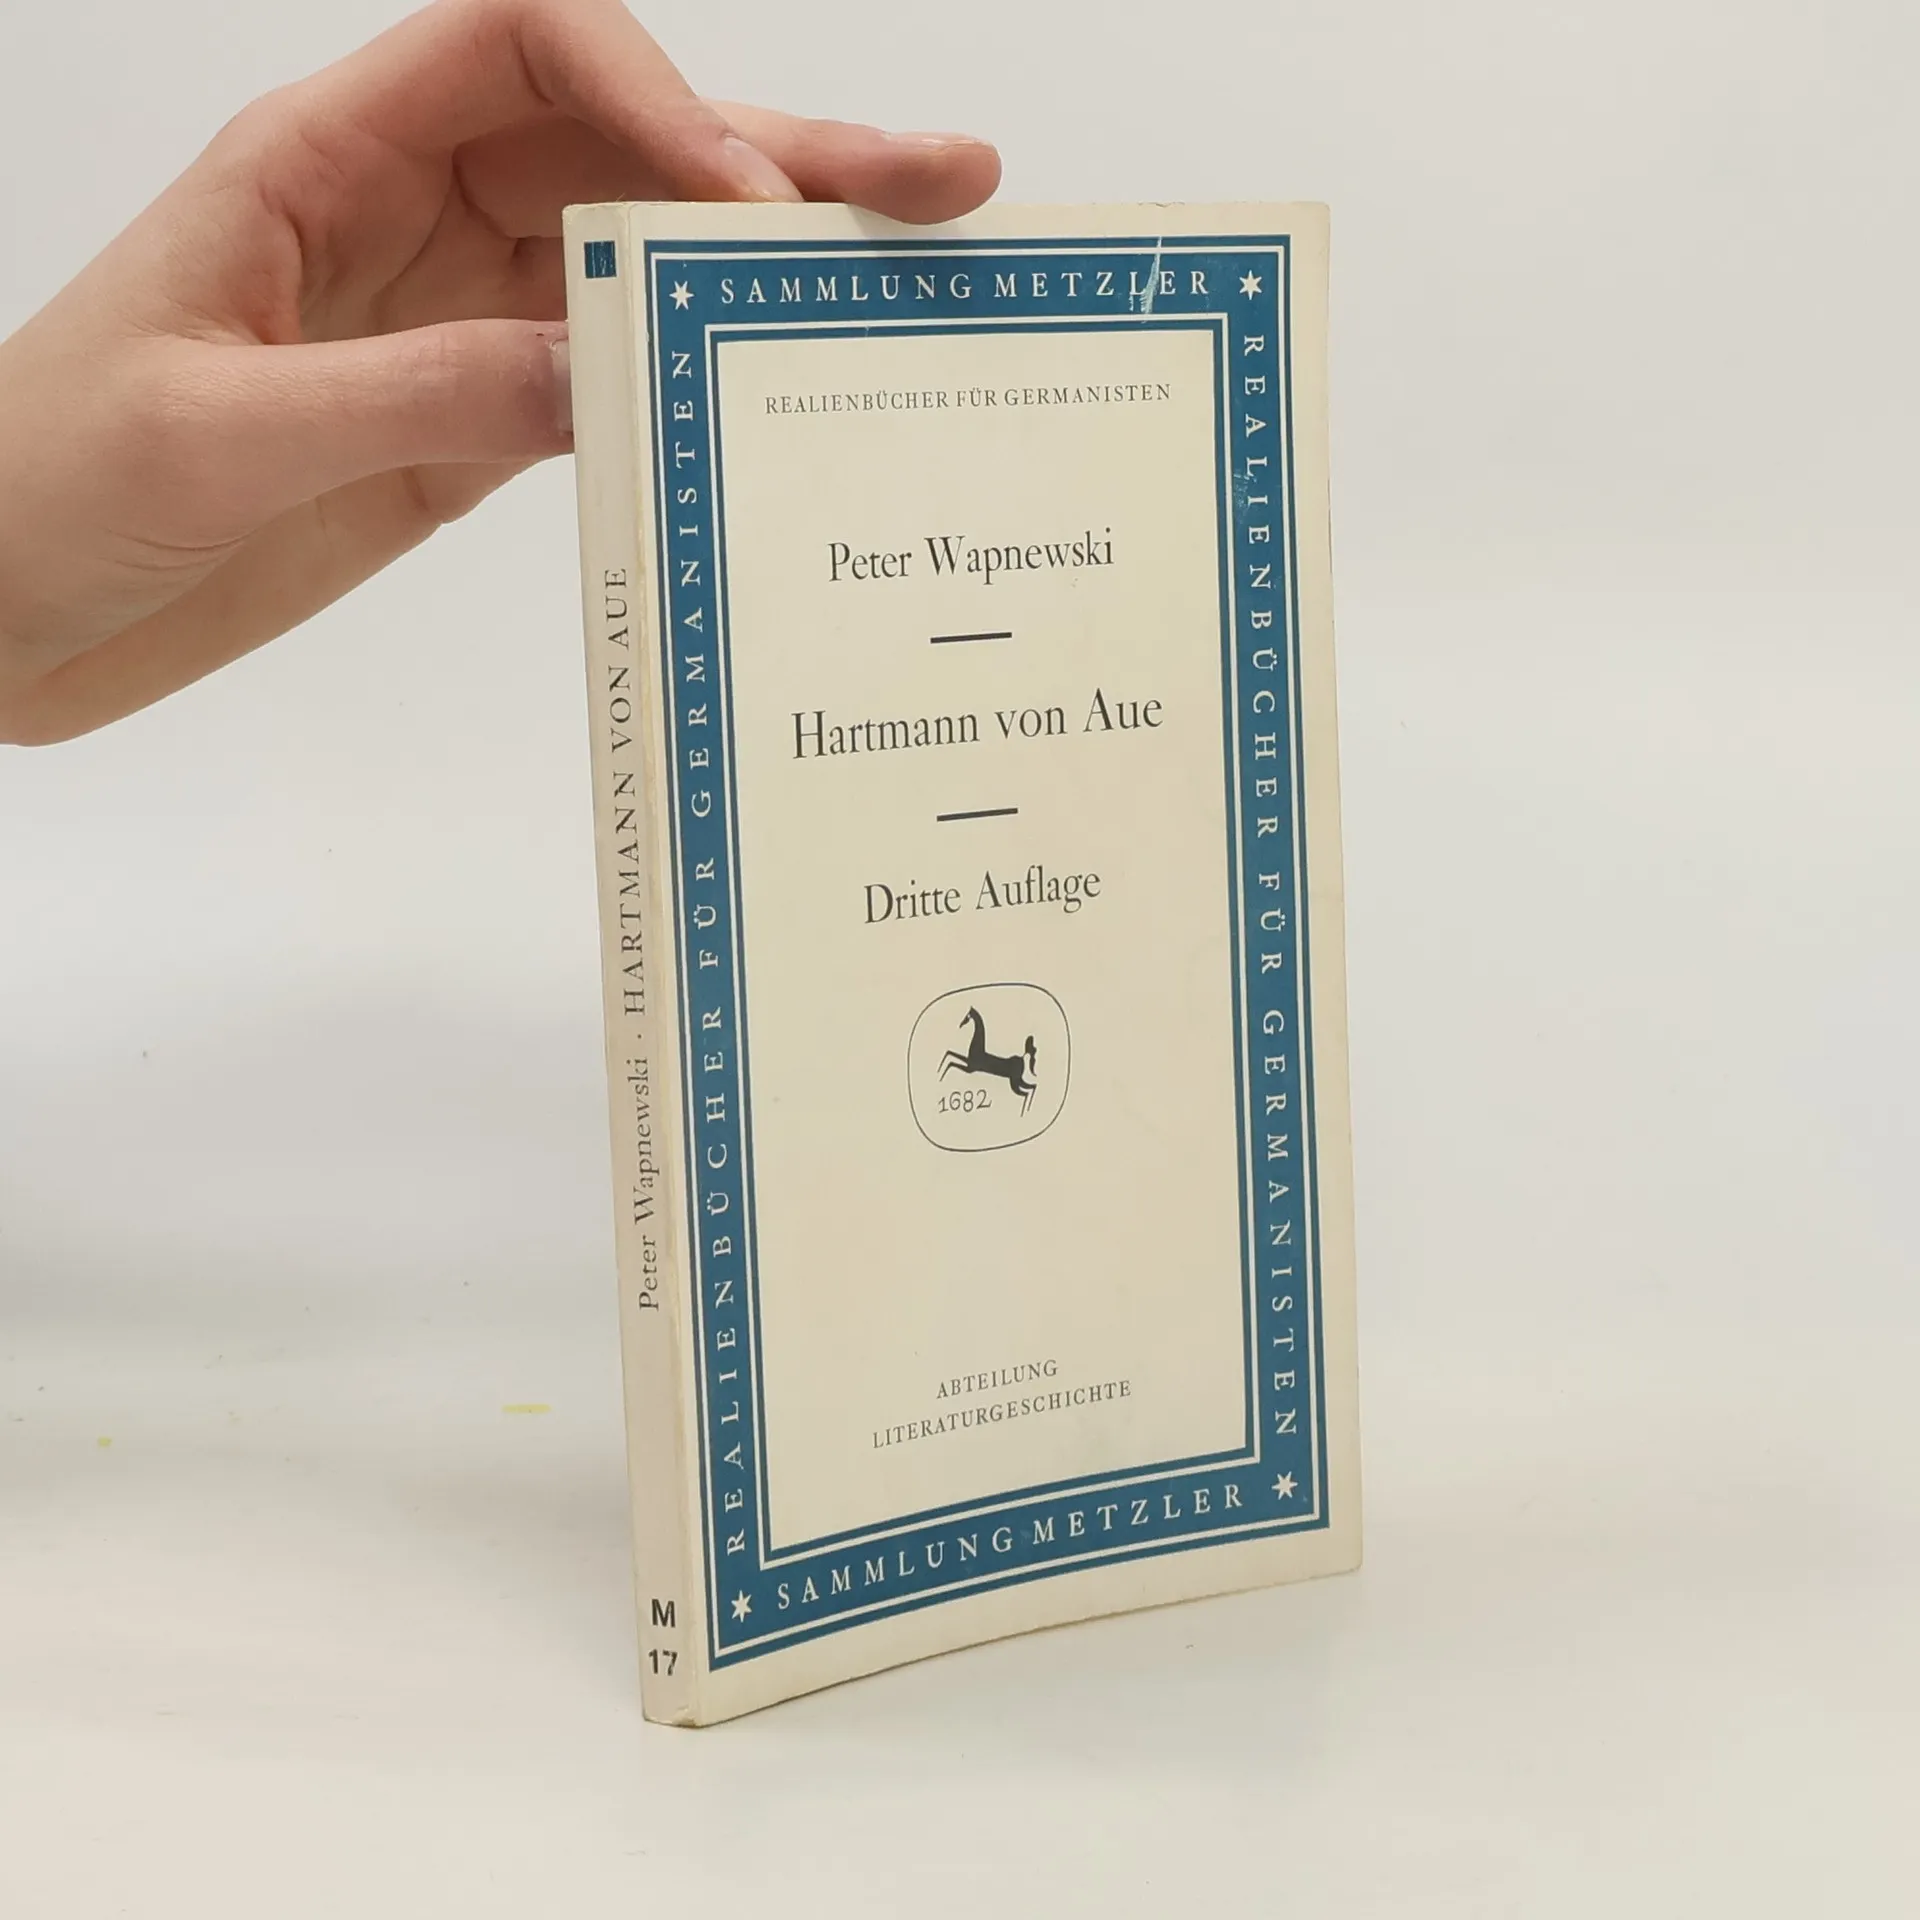 SAMMLUNG METZLER
REALIENBÜCHER FÜR GERMANISTEN
REALIENBÜCHER FÜR GERMANISTEN
REALIENBÜCHER FÜR GERMANISTEN
Peter Wapnewski
Hartmann von Aue
Dritte Auflage
1682
ABTEILUNG
LITERATURGESCHICHTE
SAMMLUNG METZLER
Peter Wapnewski · HARTMANN VON AUE
M
17